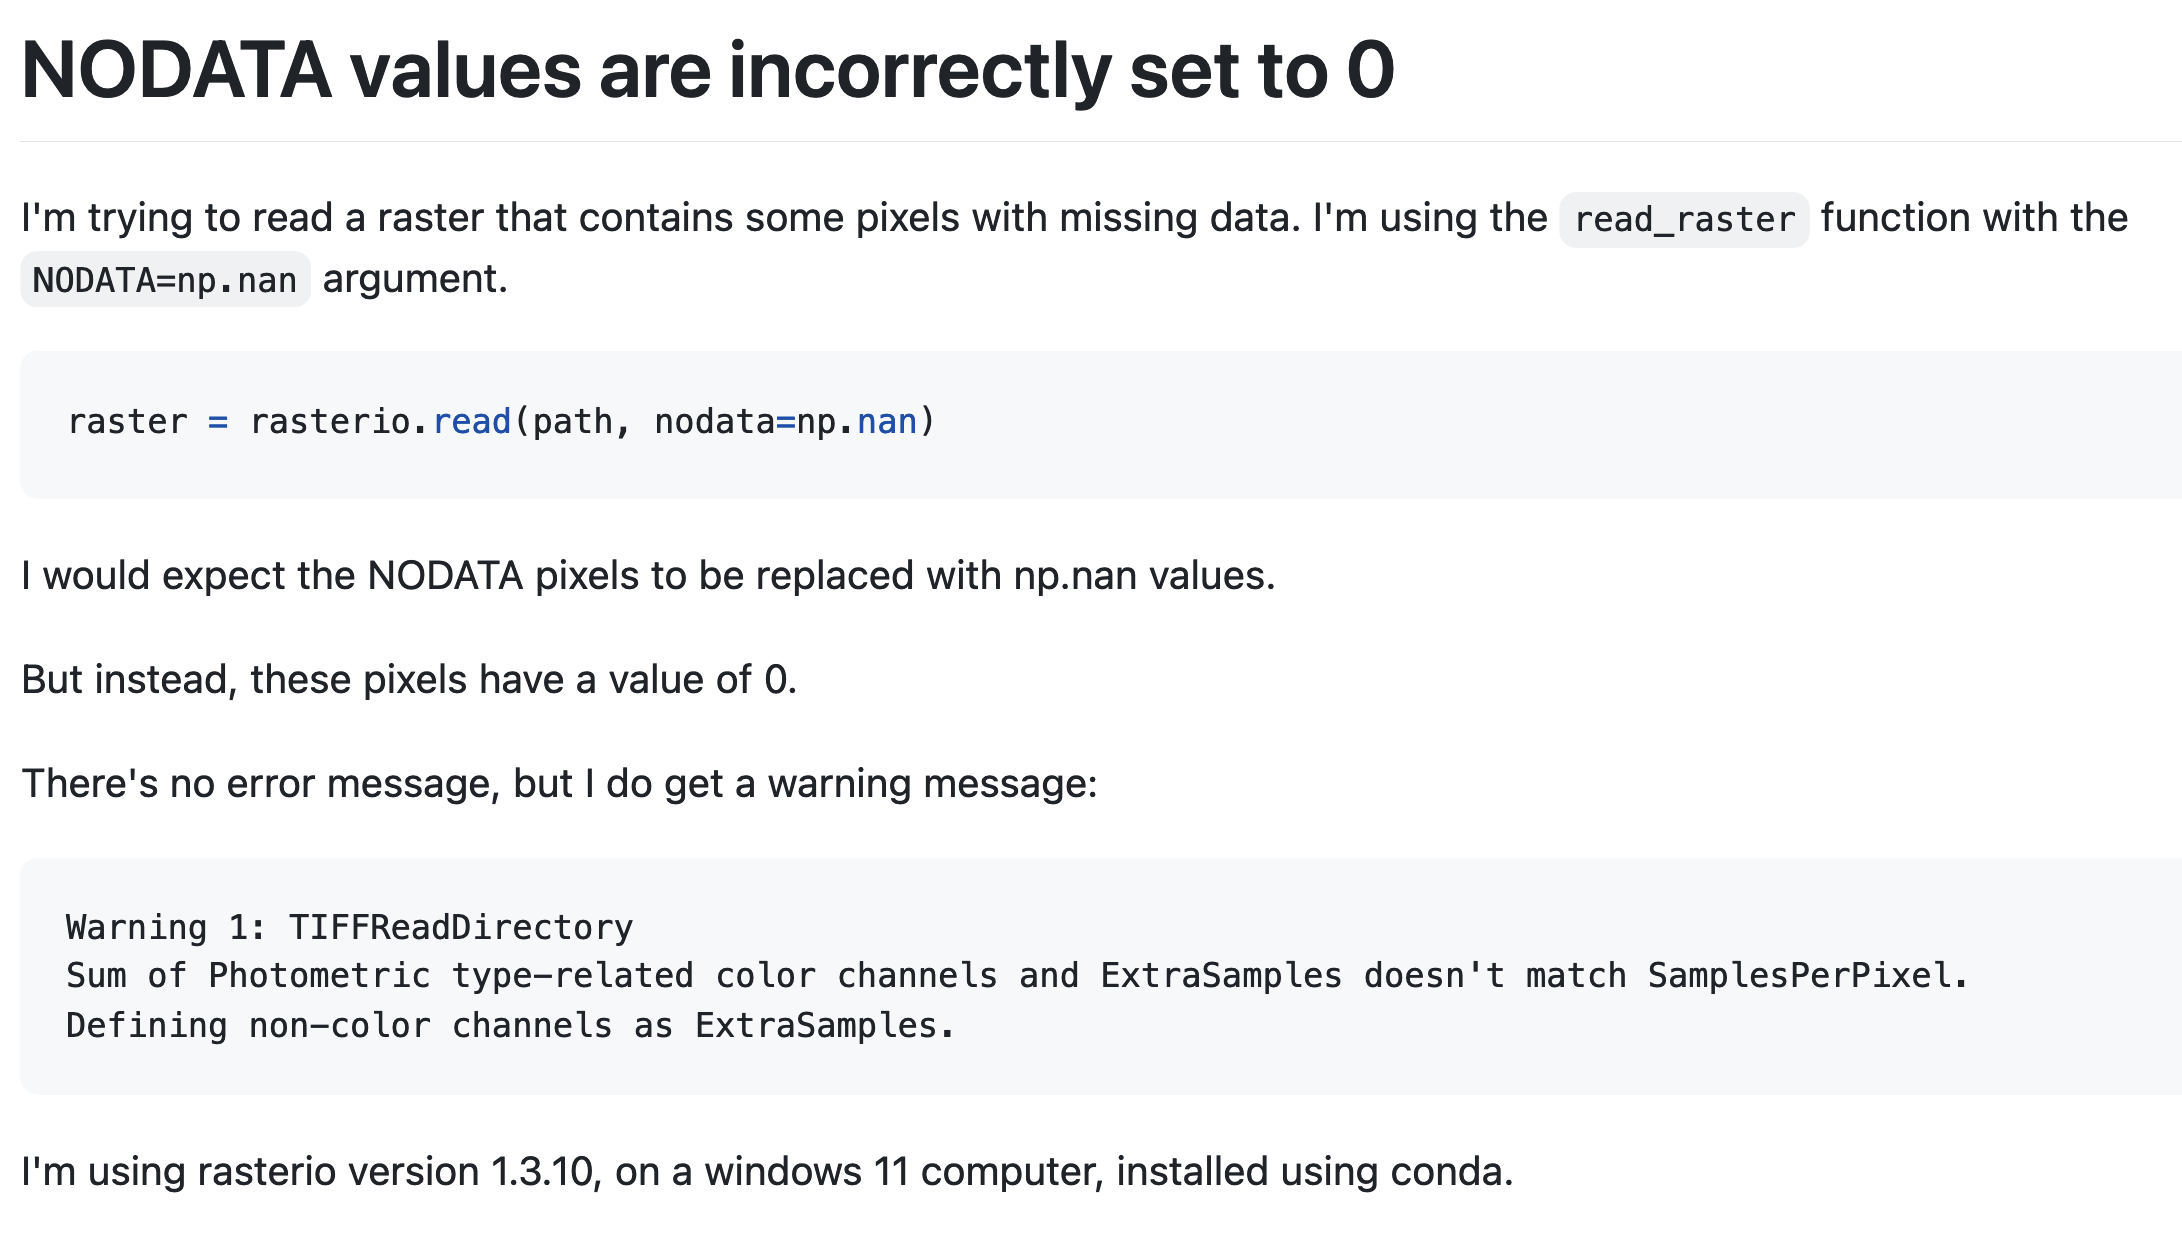 NODATA values are incorrectly set to 0
I'm trying to read a raster that contains some pixels with missing data. I'm using the read_raster function with the
NODATA=np.nan argument.
raster = rasterio.read(path, nodata=np.nan)
I would expect the NODATA pixels to be replaced with np.nan values.
But instead, these pixels have a value of 0.
There's no error message, but I do get a warning message:
Warning 1: TIFFReadDirectory
Sum of Photometric type-related color channels and ExtraSamples doesn't match SamplesPerPixel.
Defining non-color channels as ExtraSamples.
I'm using rasterio version 1.3.10, on a windows 11 computer, installed using conda.